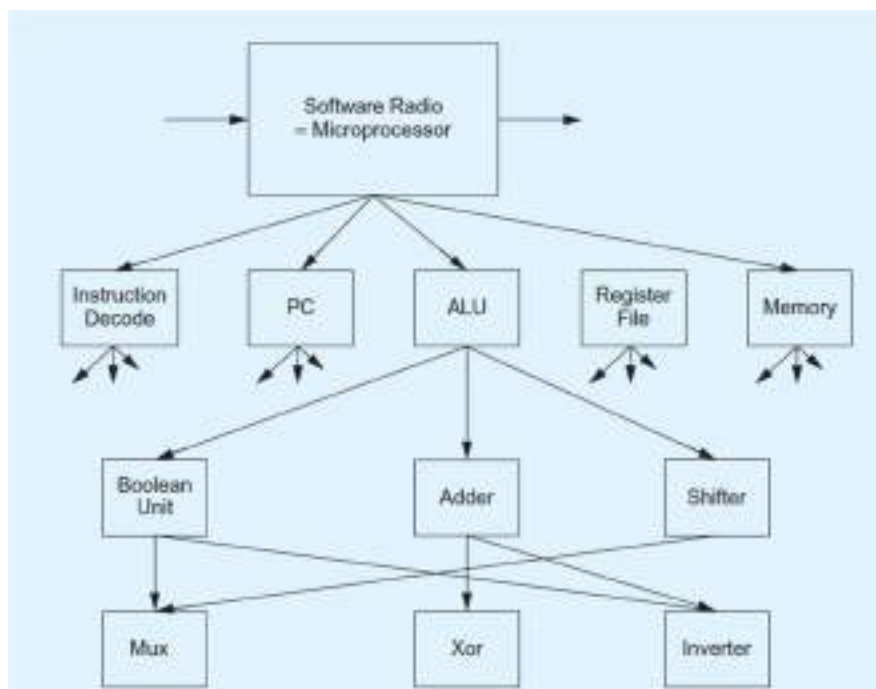 Software Radio
= Microprocessor
Instruction
Decode
PC
ALU
Register
File
Memory
Boolean
Unit
Adder
Shifter
Mux
Xor
Inverter